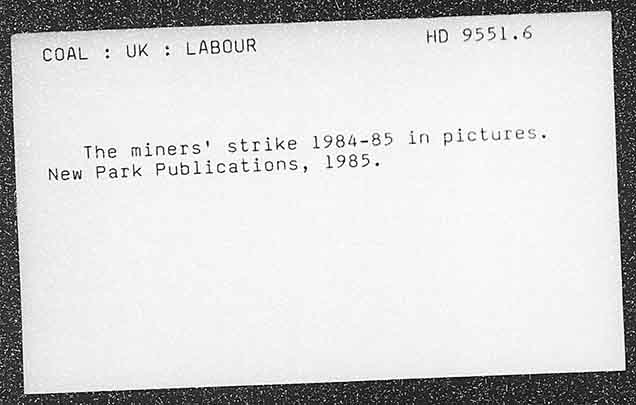 COAL : UK : LABOUR HD 9551.6
The miners' strike 1984-85 in pictures.
New Park Publications, 1985.